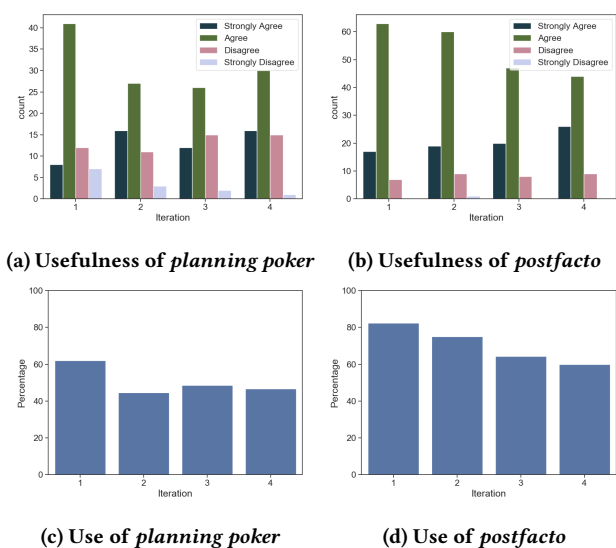 40
35
30
25
20
15
10
5
0
count
Strongly Agree
Agree
Disagree
Strongly Disagree
1 2 3 4
Iteration
60
50
40
30
20
10
0
count
Strongly Agree
Agree
Disagree
Strongly Disagree
1 2 3 4
Iteration
(a) Usefulness of planning poker
(b) Usefulness of postfacto
100
80
60
40
20
0
Percentage
1 2 3 4
Iteration
100
80
60
40
20
0
Percentage
1 2 3 4
Iteration
(c) Use of planning poker
(d) Use of postfacto